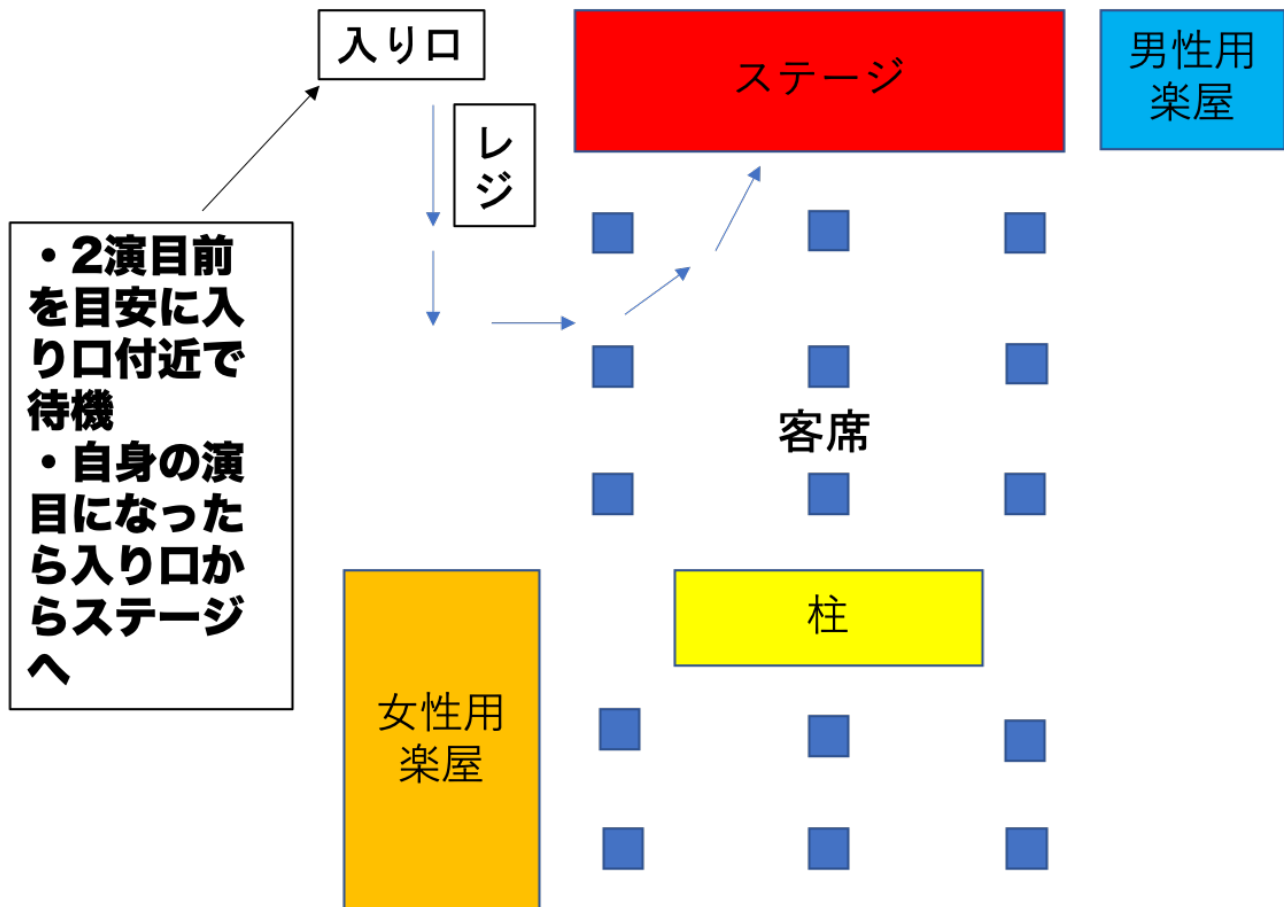 入り口
ステージ
男性用
楽屋
レ
ジ
・2演目前
を目安に入
り口付近で
待機
・自身の演
目になった
ら入り口か
らステージ
へ
客席
柱
女性用
楽屋